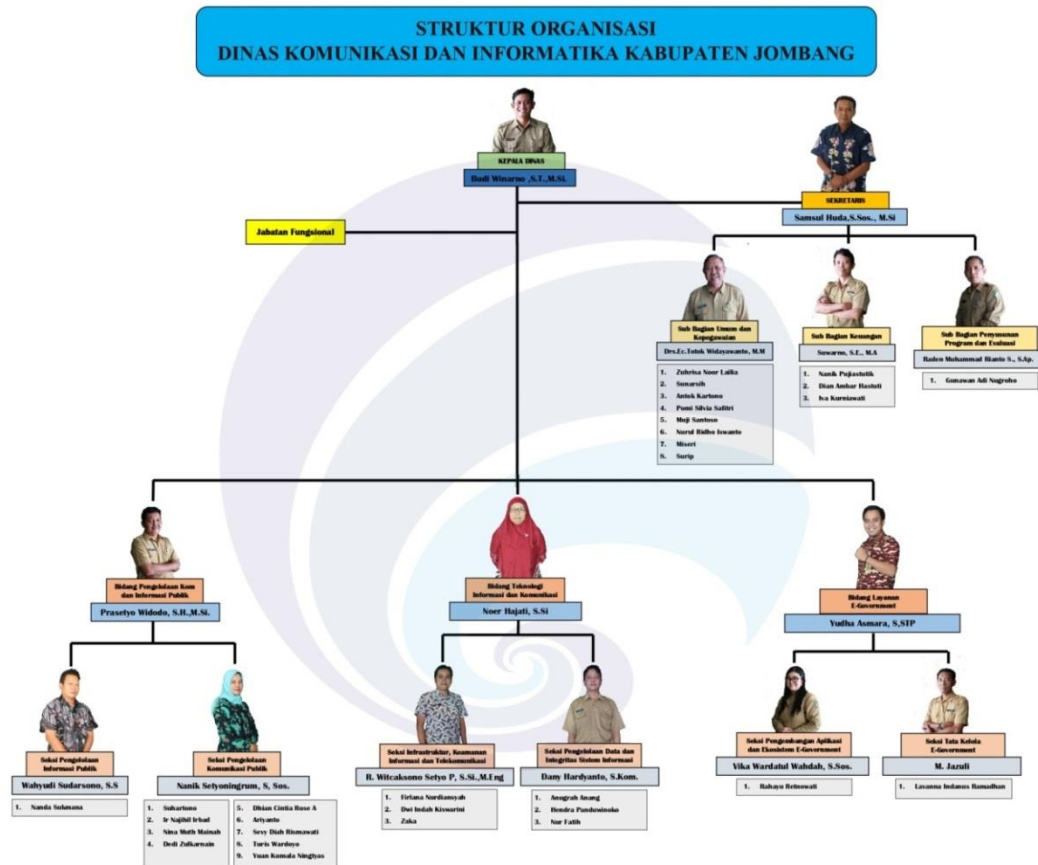 STRUKTUR ORGANISASI
DINAS KOMUNIKASI DAN INFORMATIKA KABUPATEN JOMBANG
KEPALA DINAS
Budi Winarno ,S.T.,M.Si.
SEKRETARIS
Samsul Huda,S.Sos., M.Si
Jabatan Fungsional
Sub Bagian Umum dan
Kepegawaian
Drs.Ec.Totok Widayawanto, M.M
1. Zuhrisa Noor Lailia
2. Sunarsih
3. Antok Kartono
4. Pomi Silvia Safitri
5. Muji Santoso
6. Nurul Ridho Iswanto
7. Miseri
8. Surip
Sub Bagian Keuangan
Suwarno, S.E., M.A
1. Nanik Pujiastutik
2. Dian Ambar Hastuti
3. Iva Kurniawati
Sub Bagian Penyusunan
Program dan Evaluasi
Raden Muhammad Rianto S., S.Ap.
1. Gunawan Adi Nugroho
Bidang Pengelolaan Kom
dan Informasi Publik
Prasetyo Widodo, S.H.,M.Si.
Bidang Teknologi
Informasi dan Komunikasi
Noer Hajati, S.Si
Bidang Layanan
E-Government
Yudha Asmara, S,STP
Seksi Pengelolaan
Informasi Publik
Wahyudi Sudarsono, S.S
1. Nanda Sukmana
Seksi Pengelolaan
Komunikasi Publik
Nanik Setyoningrum, S, Sos.
1. Suhartono
2. Ir Najibil Irbad
3. Nina Muth Mainah
4. Dedi Zulkarnain
5. Dhian Cintia Rose A
6. Ariyanto
7. Sevy Diah Rismawati
8. Turis Wardoyo
9. Yuan Komala Ningtyas
Seksi Infrastruktur, Keamanan
Informasi dan Telekomunikasi
R. Witcaksono Setyo P, S.Si.,M.Eng
1. Firlana Nordiansyah
2. Dwi Indah Kiswarini
3. Zaka
Seksi Pengelolaan Data dan
Integritas Sistem Informasi
Dany Hardyanto, S.Kom.
1. Anugrah Anang
2. Hendra Panduwinoko
3. Nur Fatih
Seksi Pengembangan Aplikasi
dan Ekosistem E-Government
Vika Wardatul Wahdah, S.Sos.
1. Rahayu Retnowati
Seksi Tata Kelola
E-Government
M. Jazuli
1. Lavanna Indanus Ramadhan